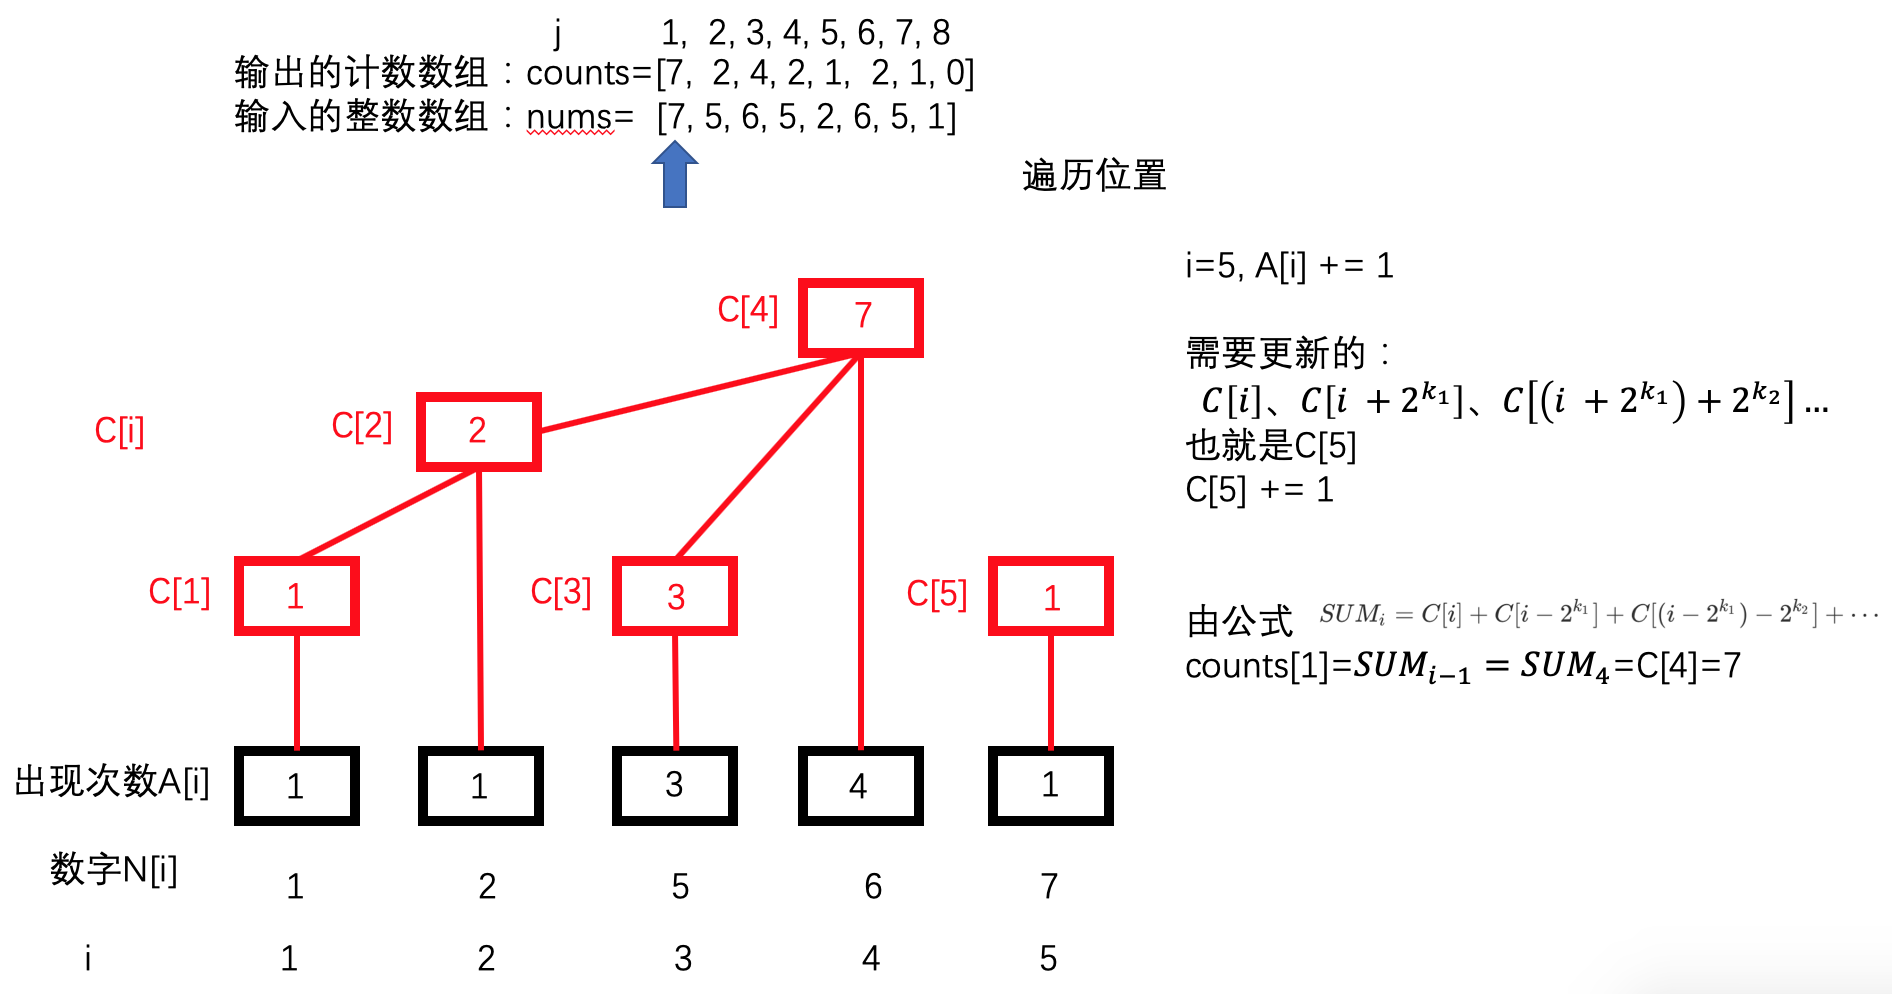 j 1, 2, 3, 4, 5, 6, 7, 8
输出的计数数组：counts=[7, 2, 4, 2, 1, 2, 1, 0]
输入的整数数组：nums= [7, 5, 6, 5, 2, 6, 5, 1]
遍历位置
i=5, A[i] += 1
需要更新的：
C[i]、C[i + 2^{k_1}]、C[(i + 2^{k_1}) + 2^{k_2}] ...
也就是C[5]
C[5] += 1
由公式 SUM_i = C[i] + C[i − 2^{k_1}] + C[(i − 2^{k_1}) − 2^{k_2}] + ⋯
counts[1]=SUM_{i−1} = SUM_4=C[4]=7
C[4] 7
C[i] C[2] 2
C[1] 1 C[3] 3 C[5] 1
出现次数A[i] 1 1 3 4 1
数字N[i] 1 2 5 6 7
i 1 2 3 4 5